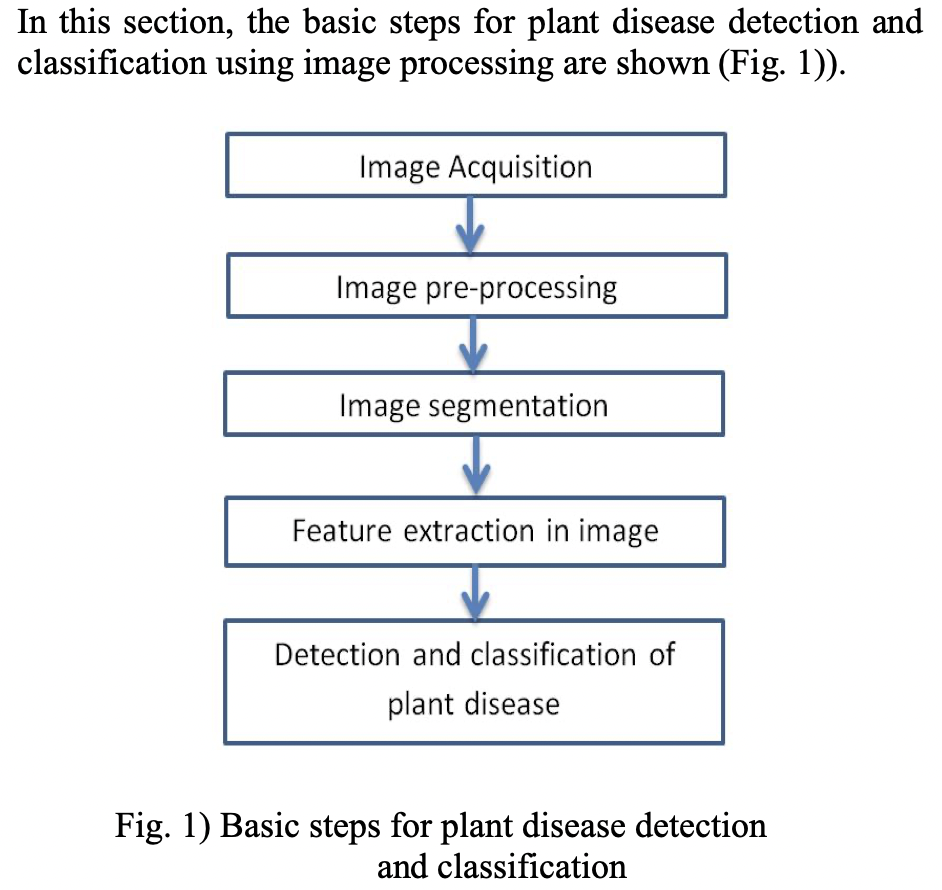 In this section, the basic steps for plant disease detection and
classification using image processing are shown (Fig. 1)).
Image Acquisition
Image pre-processing
Image segmentation
Feature extraction in image
Detection and classification of
plant disease
Fig. 1) Basic steps for plant disease detection
and classification